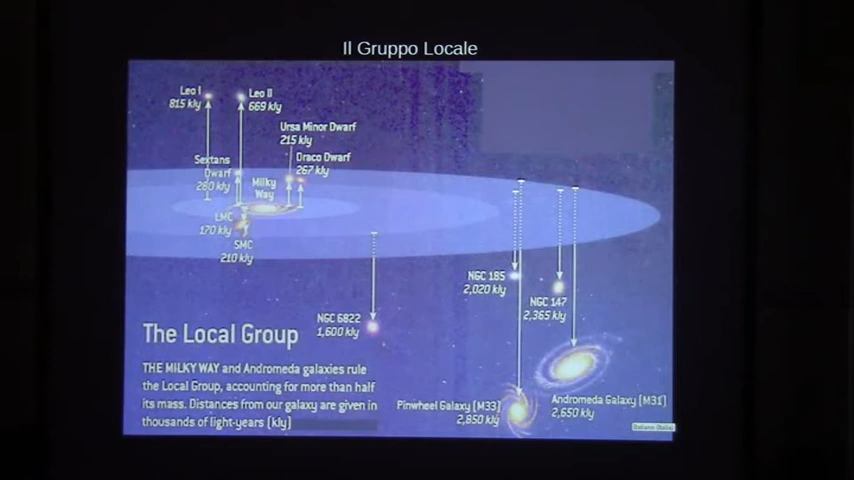 Il Gruppo Locale
Leo I
815 kly
Leo II
669 kly
Ursa Minor Dwarf
215 kly
Draco Dwarf
267 kly
Sextans
Dwarf
280 kly
Milky
Way
LMC
170 kly
SMC
210 kly
NGC 185
2,020 kly
NGC 147
2,365 kly
NGC 6822
1,600 kly
The Local Group
THE MILKY WAY and Andromeda galaxies rule
the Local Group, accounting for more than half
its mass. Distances from our galaxy are given in
thousands of light-years (kly)
Pinwheel Galaxy (M33)
2,850 kly
Andromeda Galaxy (M31)
2,650 kly